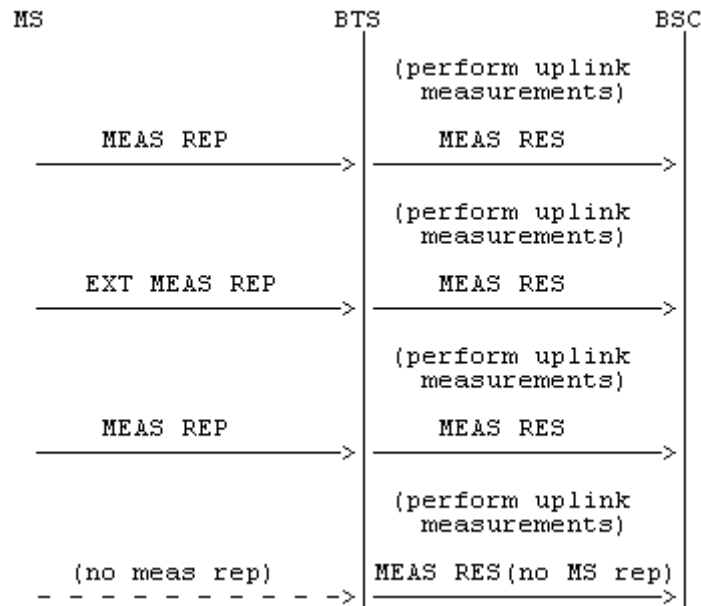 MS BTS BSC
(perform uplink
measurements)
MEAS REP MEAS RES
(perform uplink
measurements)
EXT MEAS REP MEAS RES
(perform uplink
measurements)
MEAS REP MEAS RES
(perform uplink
measurements)
(no meas rep) MEAS RES(no MS rep)